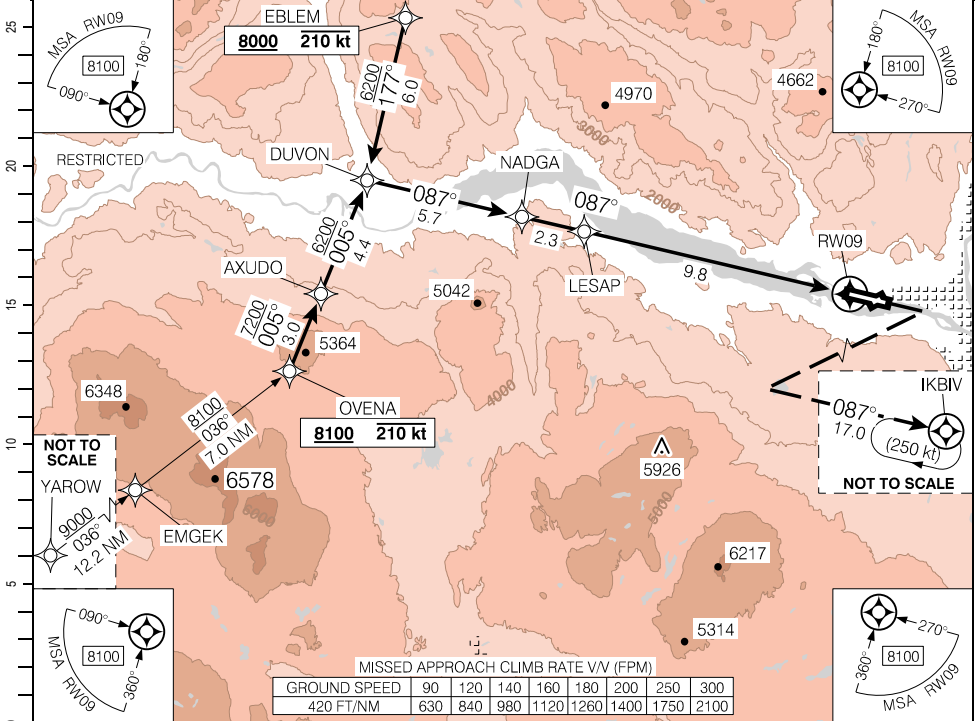 EBLEM
8000 210 kt
MSA RW09
8100
180°
090°
MSA RW09
8100
180°
270°
25
20
15
10
5
0
6200
177°
6.0
4970
4662
3000
2000
RESTRICTED
DUVON
NADGA
087°
5.7
087°
2.3
LESAP
9.8
RW09
6200
005°
4.4
AXUDO
7200
005°
3.0
5042
5364
4000
6348
8100
036°
7.0 NM
OVENA
8100 210 kt
6578
6000
EMGEK
NOT TO
SCALE
YAROW
9000
036°
12.2 NM
5926
5000
6217
5314
IKBIV
087°
17.0
(250 kt)
NOT TO SCALE
090°
8100
360°
MSA RW09
270°
8100
360°
MSA RW09
MISSED APPROACH CLIMB RATE V/V (FPM)
GROUND SPEED 90 120 140 160 180 200 250 300
420 FT/NM 630 840 980 1120 1260 1400 1750 2100